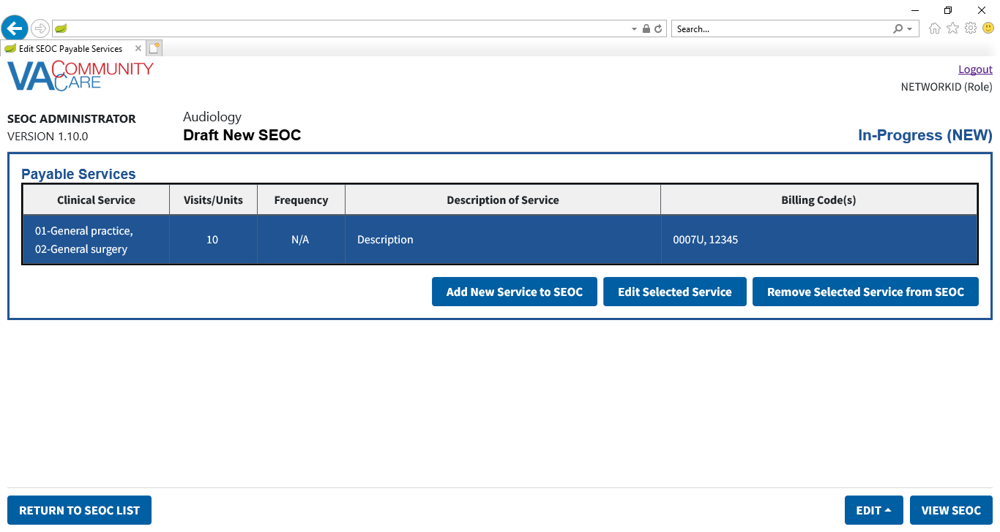 Search...
Edit SEOC Payable Services
VA COMMUNITY CARE
Logout
NETWORKID (Role)
SEOC ADMINISTRATOR
VERSION 1.10.0
Audiology
Draft New SEOC
In-Progress (NEW)
Payable Services
Clinical Service Visits/Units Frequency Description of Service Billing Code(s)
01-General practice,
02-General surgery
10 N/A Description 0007U, 12345
Add New Service to SEOC Edit Selected Service Remove Selected Service from SEOC
RETURN TO SEOC LIST EDIT VIEW SEOC